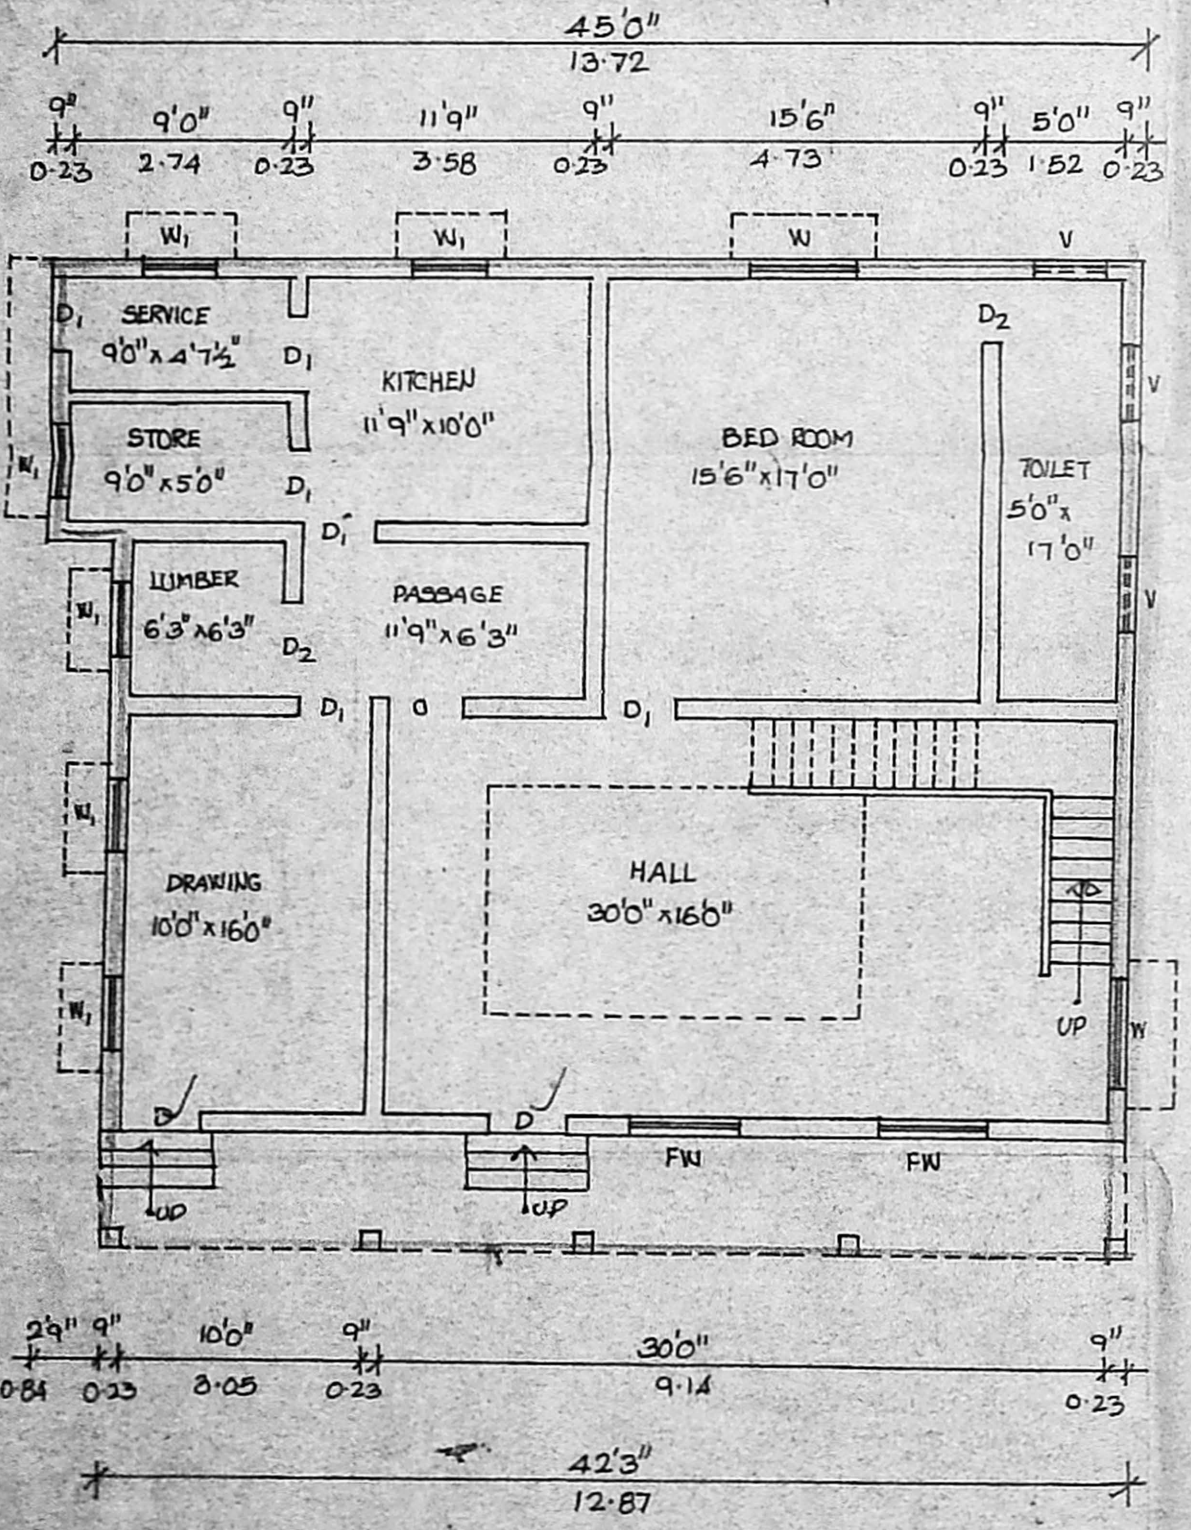 45'0"
13.72
9" 9'0" 9" 11'9" 9" 15'6" 9" 5'0" 9"
0.23 2.74 0.23 3.58 0.23 4.73 0.23 1.52 0.23
W1 W1 W V
D1 SERVICE
9'0" x 4'7½"
D1
D2
KITCHEN
11'9" x 10'0"
V
STORE
9'0" x 5'0"
W1
D1
BED ROOM
15'6" x 17'0"
TOILET
5'0" x
17'0"
D1
LUMBER
6'3" x 6'3"
W1
D2
PASSAGE
11'9" x 6'3"
V
D1 O D1
W1
DRAWING
10'0" x 16'0"
HALL
30'0" x 16'0"
W1
UP W
D D
FW FW
UP UP
2'9" 9" 10'0" 9" 30'0" 9"
0.84 0.23 3.05 0.23 9.14 0.23
42'3"
12.87